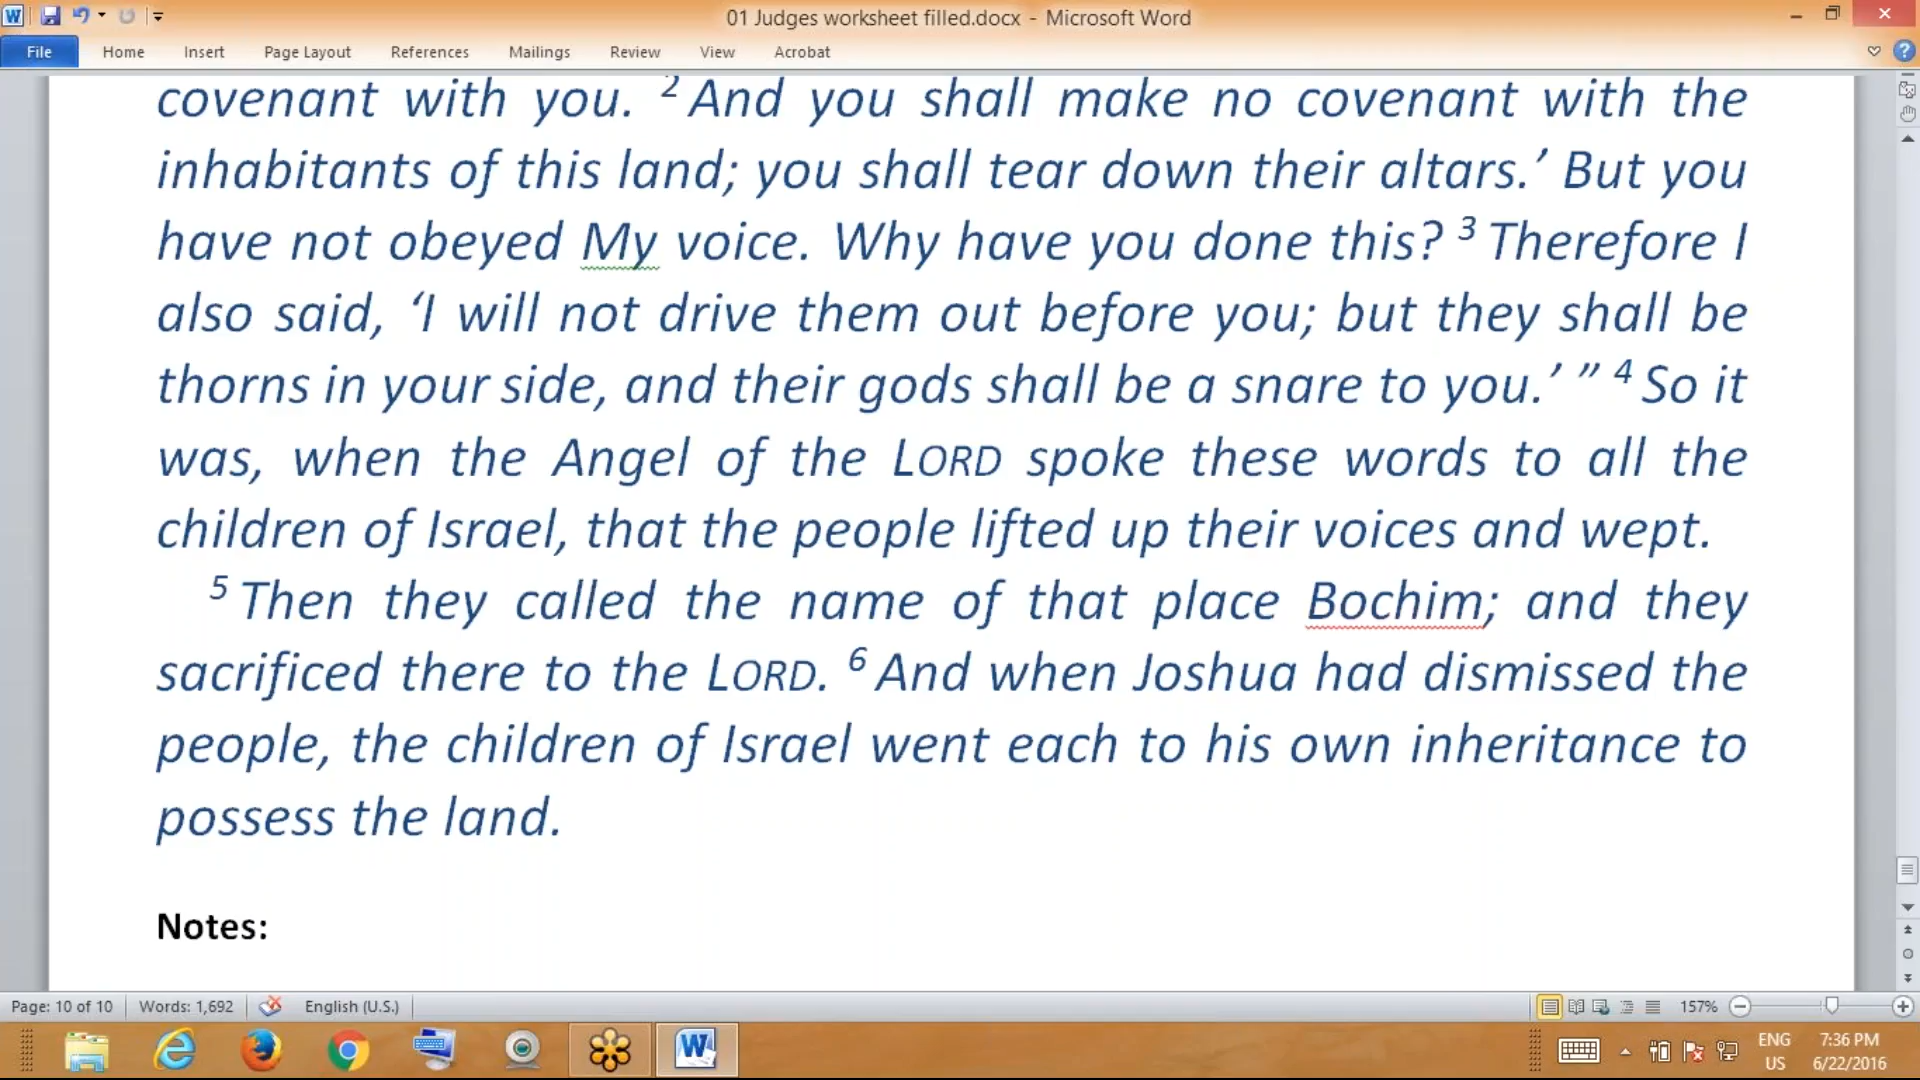 01 Judges worksheet filled.docx - Microsoft Word
File Home Insert Page Layout References Mailings Review View Acrobat
covenant with you. 2 And you shall make no covenant with the
inhabitants of this land; you shall tear down their altars.’ But you
have not obeyed My voice. Why have you done this? 3 Therefore I
also said, ‘I will not drive them out before you; but they shall be
thorns in your side, and their gods shall be a snare to you.’ ” 4 So it
was, when the Angel of the LORD spoke these words to all the
children of Israel, that the people lifted up their voices and wept.
5 Then they called the name of that place Bochim; and they
sacrificed there to the LORD. 6 And when Joshua had dismissed the
people, the children of Israel went each to his own inheritance to
possess the land.
Notes:
Page: 10 of 10 Words: 1,692 English (U.S.) 157%
ENG 7:36 PM
US 6/22/2016